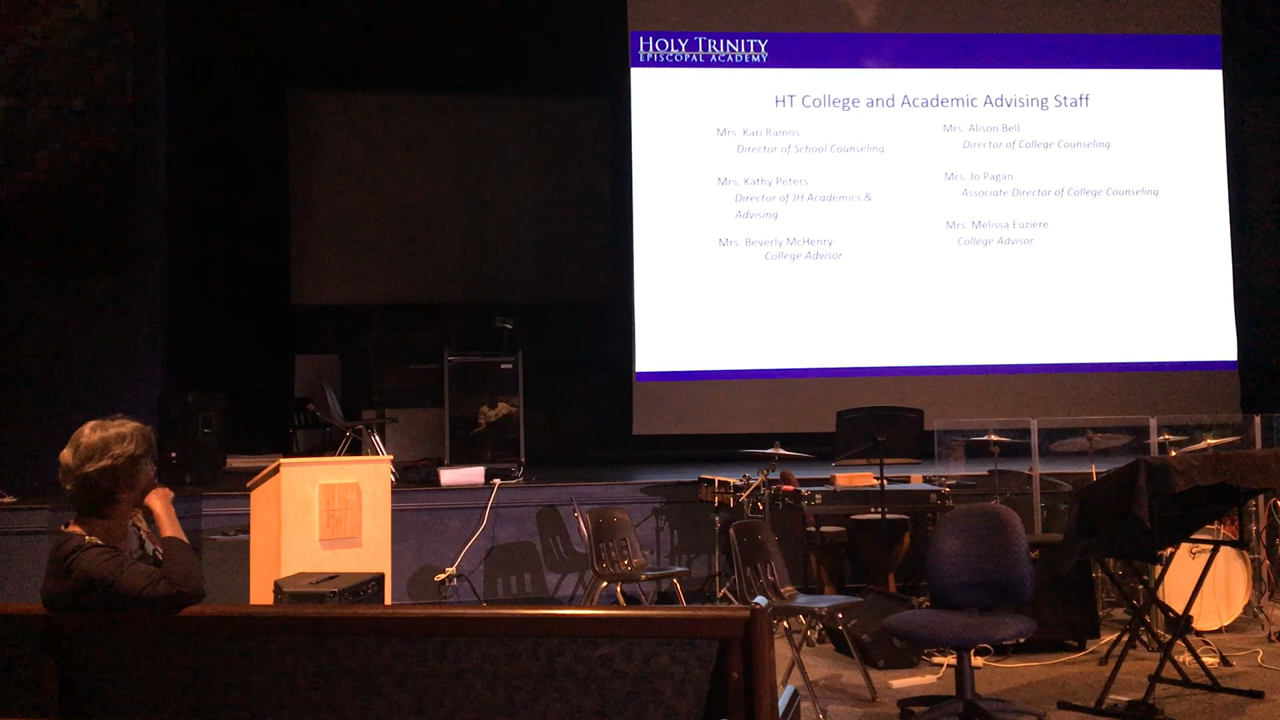 HOLY TRINITY
EPISCOPAL ACADEMY
HT College and Academic Advising Staff
Mrs. Kari Ramos
Director of School Counseling
Mrs. Kathy Peters
Director of JH Academics &
Advising
Mrs. Beverly McHenry
College Advisor
Mrs. Alison Bell
Director of College Counseling
Mrs. Jo Pagan
Associate Director of College Counseling
Mrs. Melissa Euziere
College Advisor